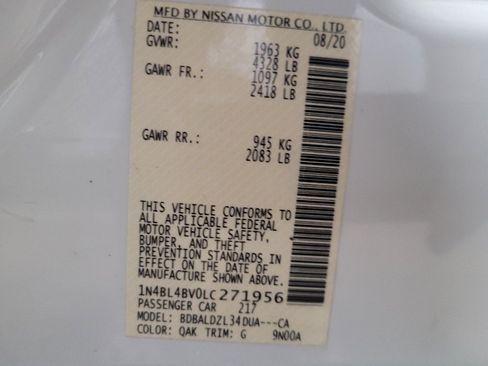 MFD BY NISSAN MOTOR CO., LTD.
DATE: 08/20
GVWR: 1963 KG
4328 LB
GAWR FR.: 1097 KG
2418 LB
GAWR RR.: 945 KG
2083 LB
THIS VEHICLE CONFORMS TO
ALL APPLICABLE FEDERAL
MOTOR VEHICLE SAFETY,
BUMPER, AND THEFT
PREVENTION STANDARDS IN
EFFECT ON THE DATE OF
MANUFACTURE SHOWN ABOVE.
1N4BL4BV0LC271956
PASSENGER CAR 217
MODEL: BDBALDZL34DUA---CA
COLOR: QAK TRIM: G 9N00A